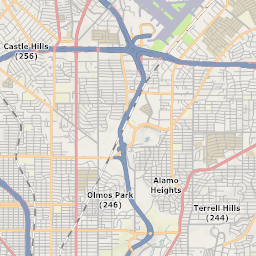 Castle Hills
(256)
Olmos Park
(246)
Alamo
Heights
Terrell Hills
(244)